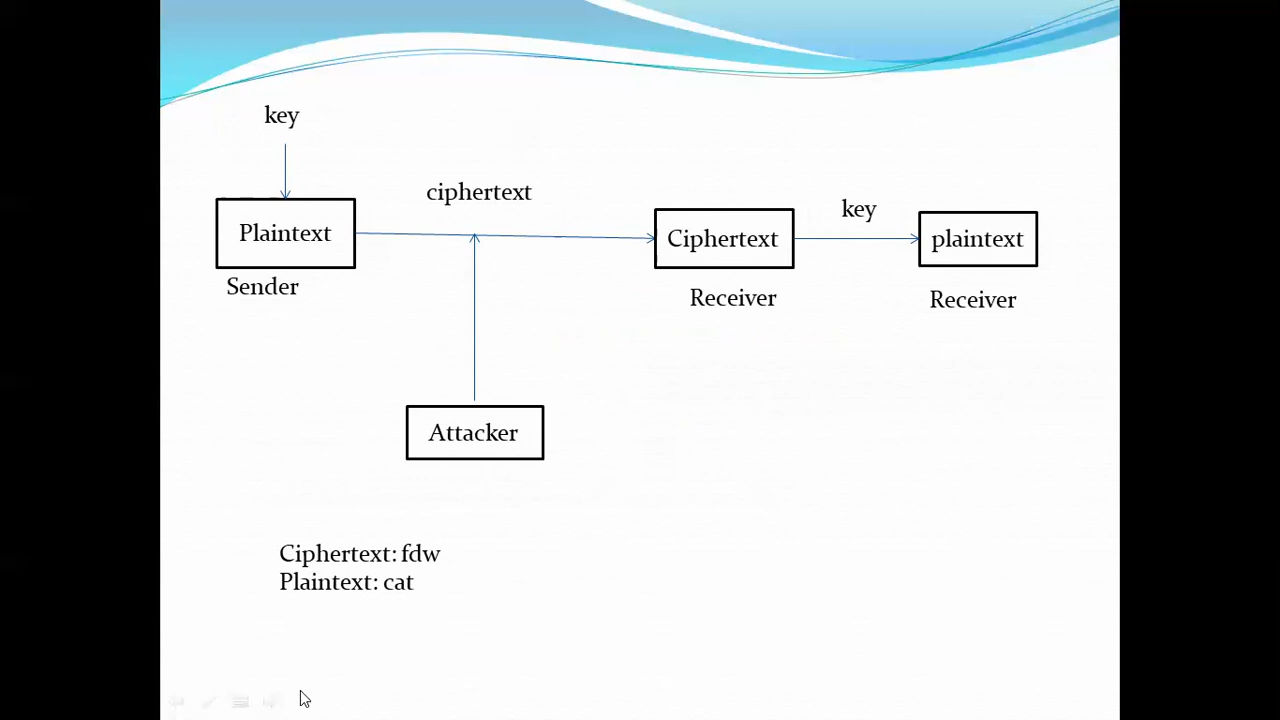 key
ciphertext
key
Plaintext
Ciphertext
plaintext
Sender
Receiver
Receiver
Attacker
Ciphertext: fdw
Plaintext: cat